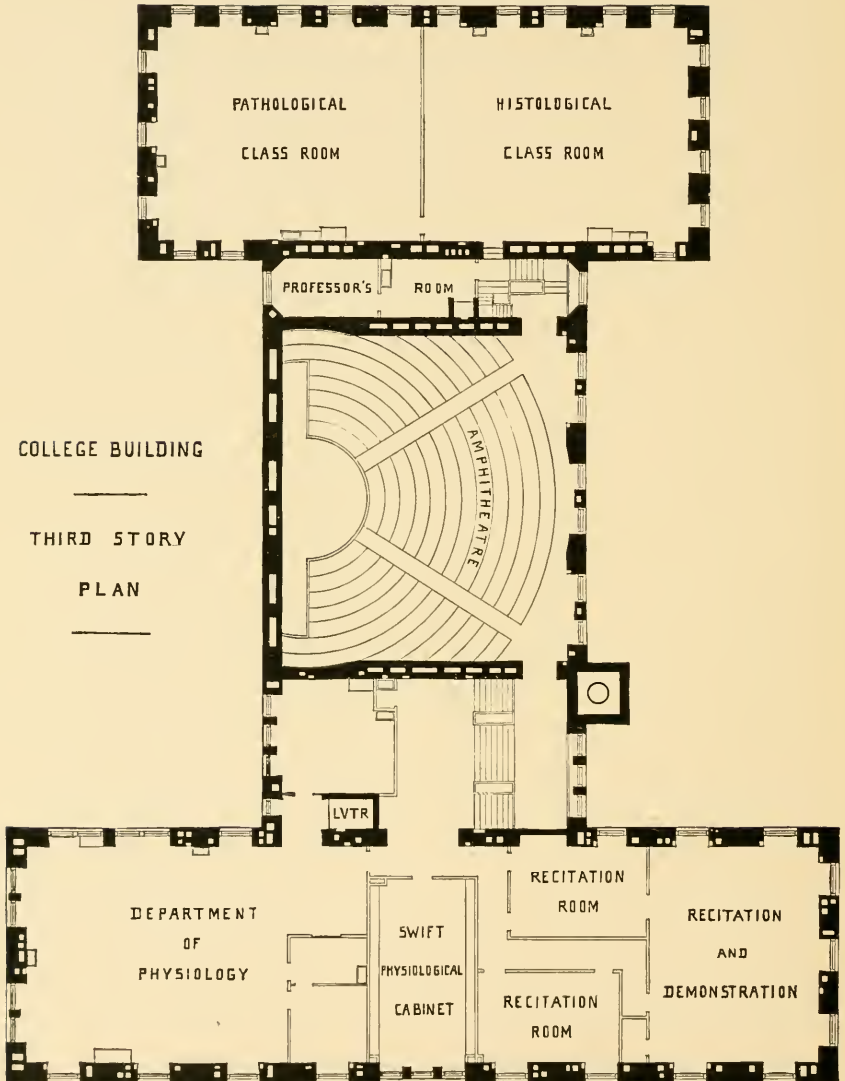 PATHOLOGICAL
CLASS ROOM
HISTOLOGICAL
CLASS ROOM
PROFESSOR'S ROOM
COLLEGE BUILDING
THIRD STORY
PLAN
AMPHITHEATRE
LVTR
DEPARTMENT
OF
PHYSIOLOGY
SWIFT
PHYSIOLOGICAL
CABINET
RECITATION
ROOM
RECITATION
ROOM
RECITATION
AND
DEMONSTRATION